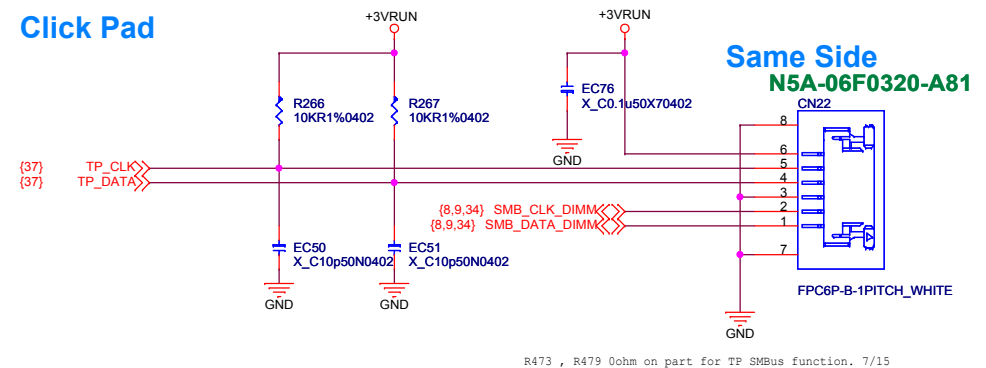 Click Pad
+3VRUN
+3VRUN
Same Side
N5A-06F0320-A81
CN22
R266
10KR1%0402
R267
10KR1%0402
EC76
X_C0.1u50X70402
GND
8
6
5
4
3
2
1
7
{37} TP_CLK
{37} TP_DATA
{8,9,34} SMB_CLK_DIMM
{8,9,34} SMB_DATA_DIMM
EC50
X_C10p50N0402
EC51
X_C10p50N0402
GND
GND
FPC6P-B-1PITCH_WHITE
GND
R473 , R479 0ohm on part for TP SMBus function. 7/15